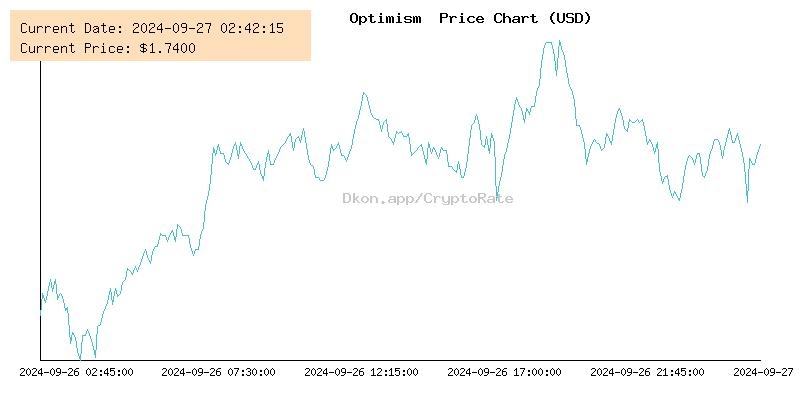 Optimism  Price Chart (USD)
Current Date: 2024-09-27 02:42:15
Current Price: $1.7400
Dkon.app/CryptoRate
2024-09-26 02:45:00 2024-09-26 07:30:00 2024-09-26 12:15:00 2024-09-26 17:00:00 2024-09-26 21:45:00 2024-09-27